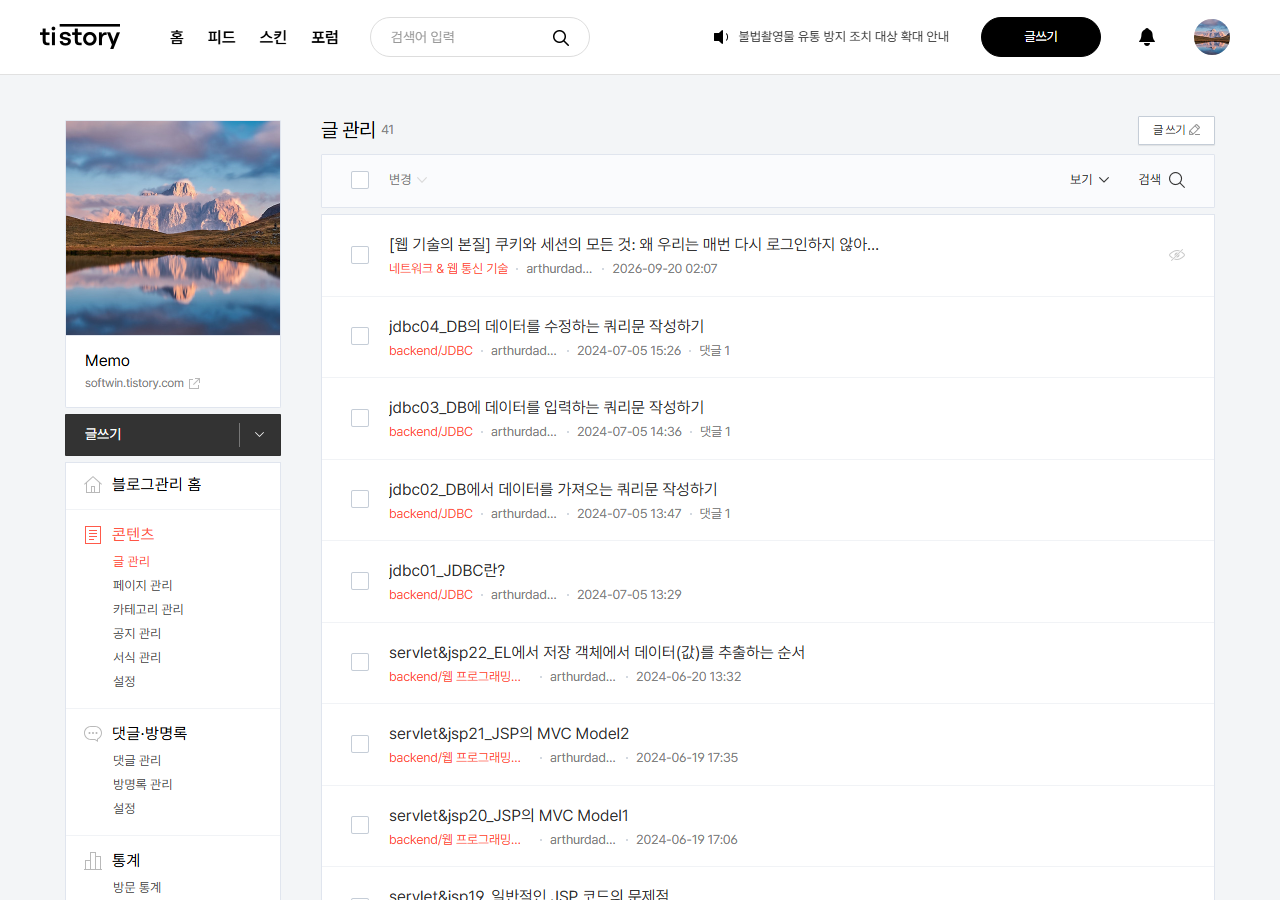 tistory 홈 피드 스킨 포럼 검색어 입력 불법촬영물 유통 방지 조치 대상 확대 안내 글쓰기
Memo
softwin.tistory.com
글쓰기
블로그관리 홈
콘텐츠
글 관리
페이지 관리
카테고리 관리
공지 관리
서식 관리
설정
댓글·방명록
댓글 관리
방명록 관리
설정
통계
방문 통계
글 관리 41 글 쓰기
변경 보기 검색
[웹 기술의 본질] 쿠키와 세션의 모든 것: 왜 우리는 매번 다시 로그인하지 않아...
네트워크 & 웹 통신 기술 · arthurdad... · 2026-09-20 02:07
jdbc04_DB의 데이터를 수정하는 쿼리문 작성하기
backend/JDBC · arthurdad... · 2024-07-05 15:26 · 댓글 1
jdbc03_DB에 데이터를 입력하는 쿼리문 작성하기
backend/JDBC · arthurdad... · 2024-07-05 14:36 · 댓글 1
jdbc02_DB에서 데이터를 가져오는 쿼리문 작성하기
backend/JDBC · arthurdad... · 2024-07-05 13:47 · 댓글 1
jdbc01_JDBC란?
backend/JDBC · arthurdad... · 2024-07-05 13:29
servlet&jsp22_EL에서 저장 객체에서 데이터(값)를 추출하는 순서
backend/웹 프로그래밍... · arthurdad... · 2024-06-20 13:32
servlet&jsp21_JSP의 MVC Model2
backend/웹 프로그래밍... · arthurdad... · 2024-06-19 17:35
servlet&jsp20_JSP의 MVC Model1
backend/웹 프로그래밍... · arthurdad... · 2024-06-19 17:06
servlet&jsp19_일반적인 JSP 코드의 문제점